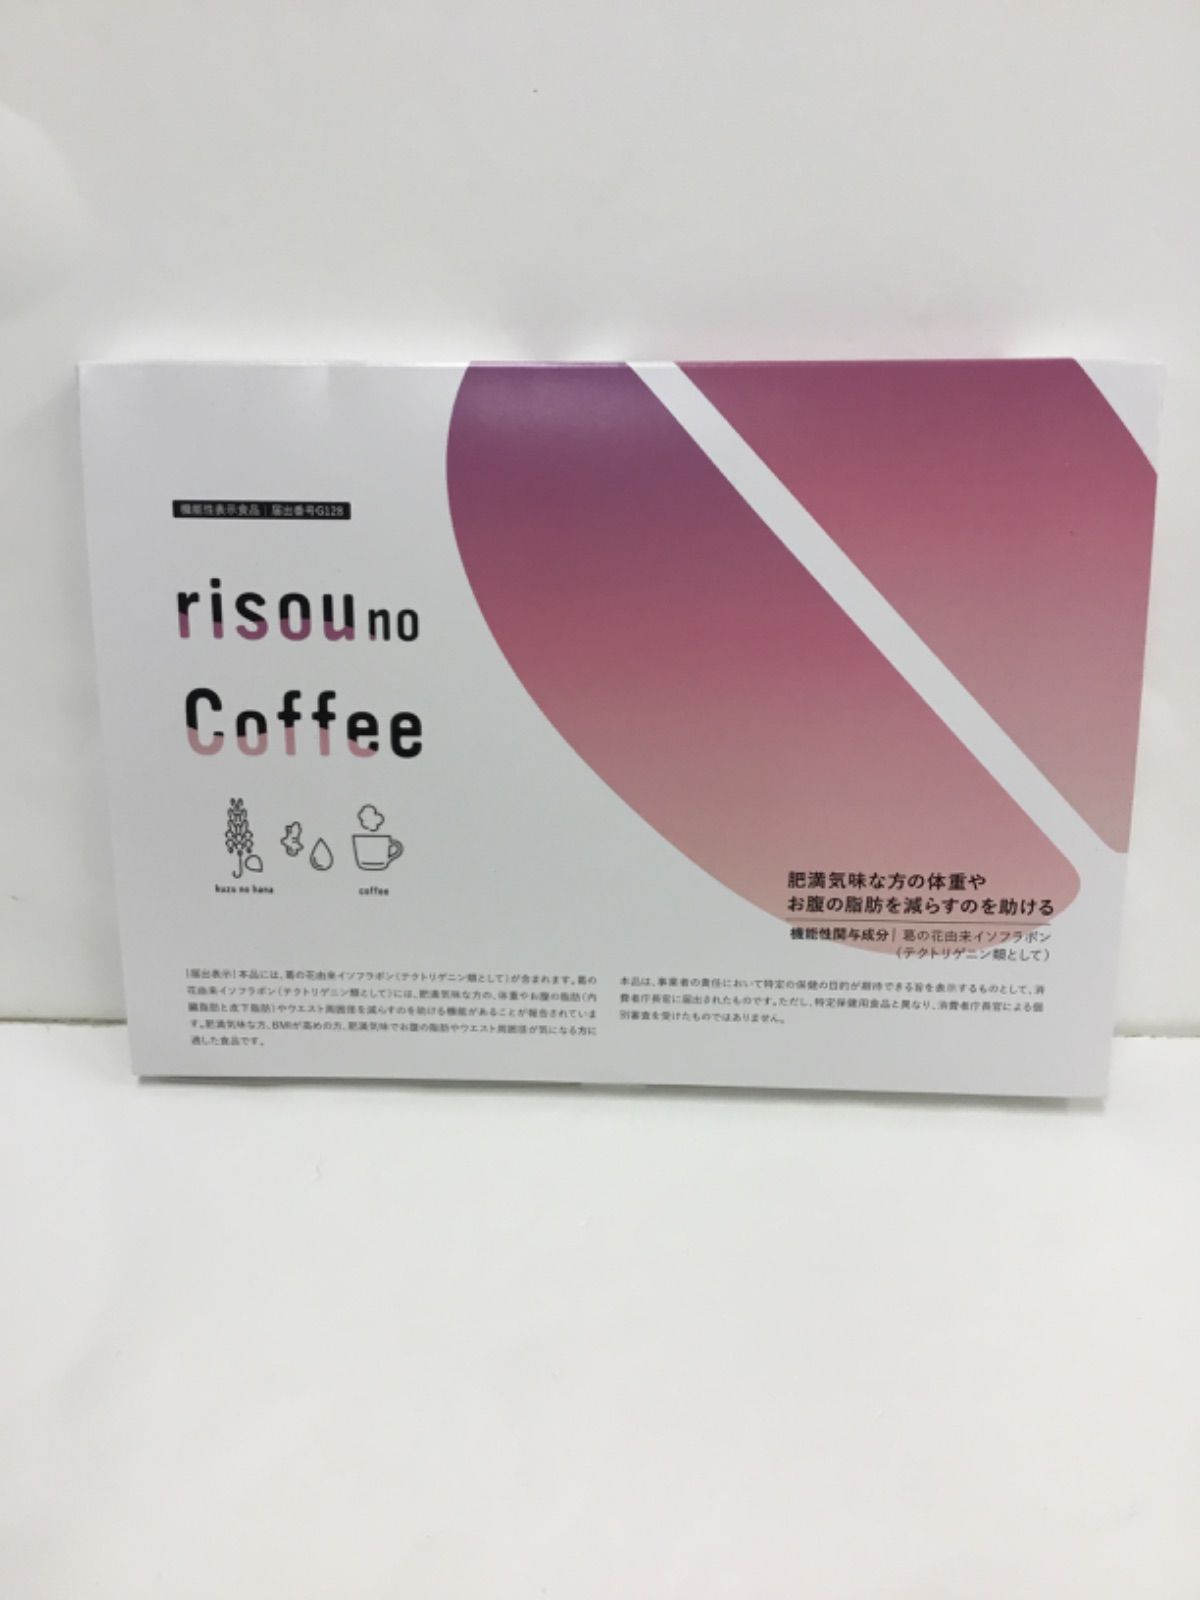 機能性表示食品｜届出番号G128
risou no
Coffee
kuzu no hana
coffee
肥満気味な方の体重や
お腹の脂肪を減らすのを助ける
機能性関与成分｜葛の花由来イソフラボン
（テクトリゲニン類として）
［届出表示］本品には、葛の花由来イソフラボン（テクトリゲニン類として）が含まれます。葛の
花由来イソフラボン（テクトリゲニン類として）には、肥満気味な方の、体重やお腹の脂肪（内
臓脂肪と皮下脂肪）やウエスト周囲径を減らすのを助ける機能があることが報告されていま
す。肥満気味な方、BMIが高めの方、肥満気味でお腹の脂肪やウエスト周囲径が気になる方に
適した食品です。
本品は、事業者の責任において特定の保健の目的が期待できる旨を表示するものとして、消
費者庁長官に届出されたものです。ただし、特定保健用食品と異なり、消費者庁長官による個
別審査を受けたものではありません。